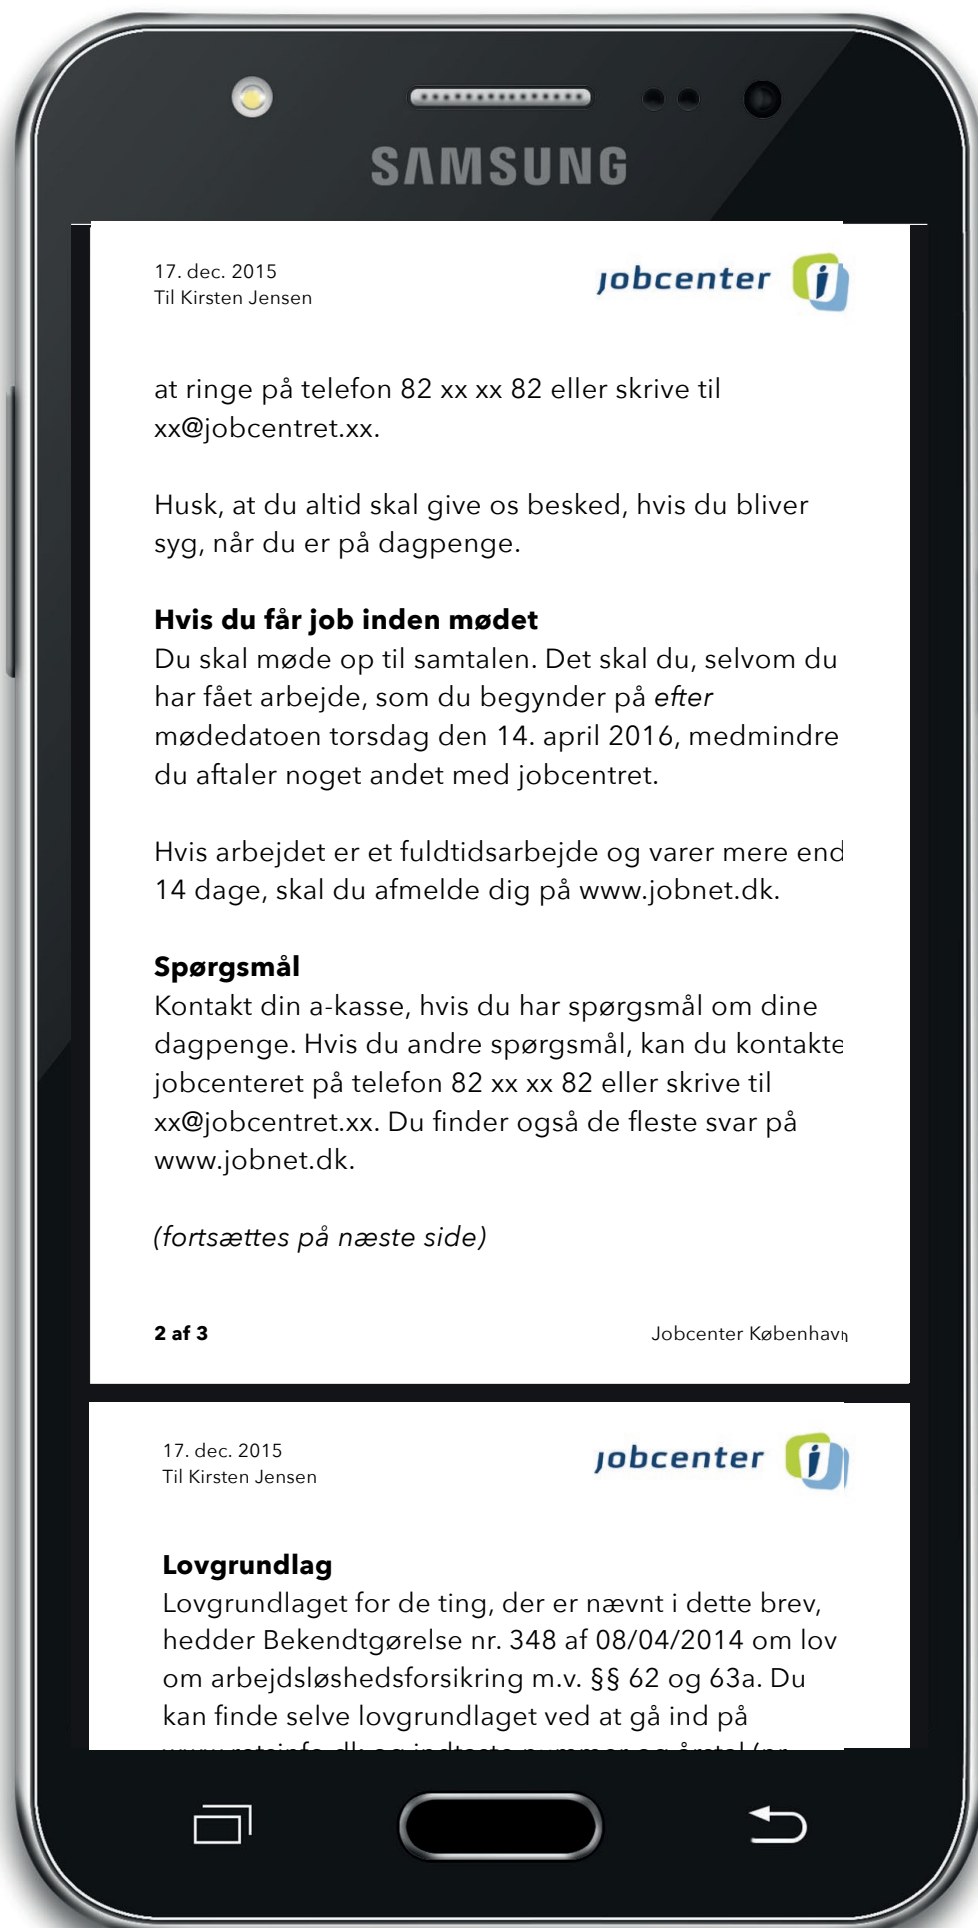 SAMSUNG
17. dec. 2015
Til Kirsten Jensen
jobcenter
at ringe på telefon 82 xx xx 82 eller skrive til
xx@jobcentret.xx.
Husk, at du altid skal give os besked, hvis du bliver
syg, når du er på dagpenge.
Hvis du får job inden mødet
Du skal møde op til samtalen. Det skal du, selvom du
har fået arbejde, som du begynder på efter
mødedatoen torsdag den 14. april 2016, medmindre
du aftaler noget andet med jobcentret.
Hvis arbejdet er et fuldtidsarbejde og varer mere end
14 dage, skal du afmelde dig på www.jobnet.dk.
Spørgsmål
Kontakt din a-kasse, hvis du har spørgsmål om dine
dagpenge. Hvis du andre spørgsmål, kan du kontakte
jobcenteret på telefon 82 xx xx 82 eller skrive til
xx@jobcentret.xx. Du finder også de fleste svar på
www.jobnet.dk.
(fortsættes på næste side)
2 af 3
Jobcenter København
17. dec. 2015
Til Kirsten Jensen
jobcenter
Lovgrundlag
Lovgrundlaget for de ting, der er nævnt i dette brev,
hedder Bekendtgørelse nr. 348 af 08/04/2014 om lov
om arbejdsløshedsforsikring m.v. §§ 62 og 63a. Du
kan finde selve lovgrundlaget ved at gå ind på